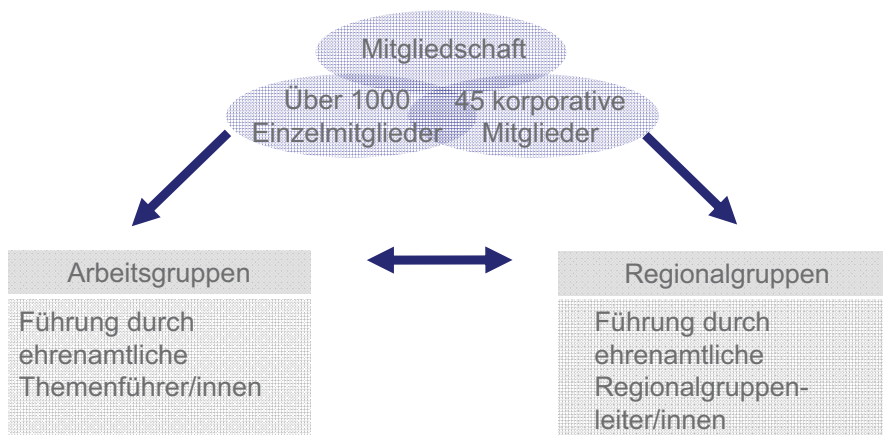 Mitgliedschaft
Über 1000
Einzelmitglieder
45 korporative
Mitglieder
Arbeitsgruppen
Führung durch
ehrenamtliche
Themenführer/innen
Regionalgruppen
Führung durch
ehrenamtliche
Regionalgruppen-
leiter/innen